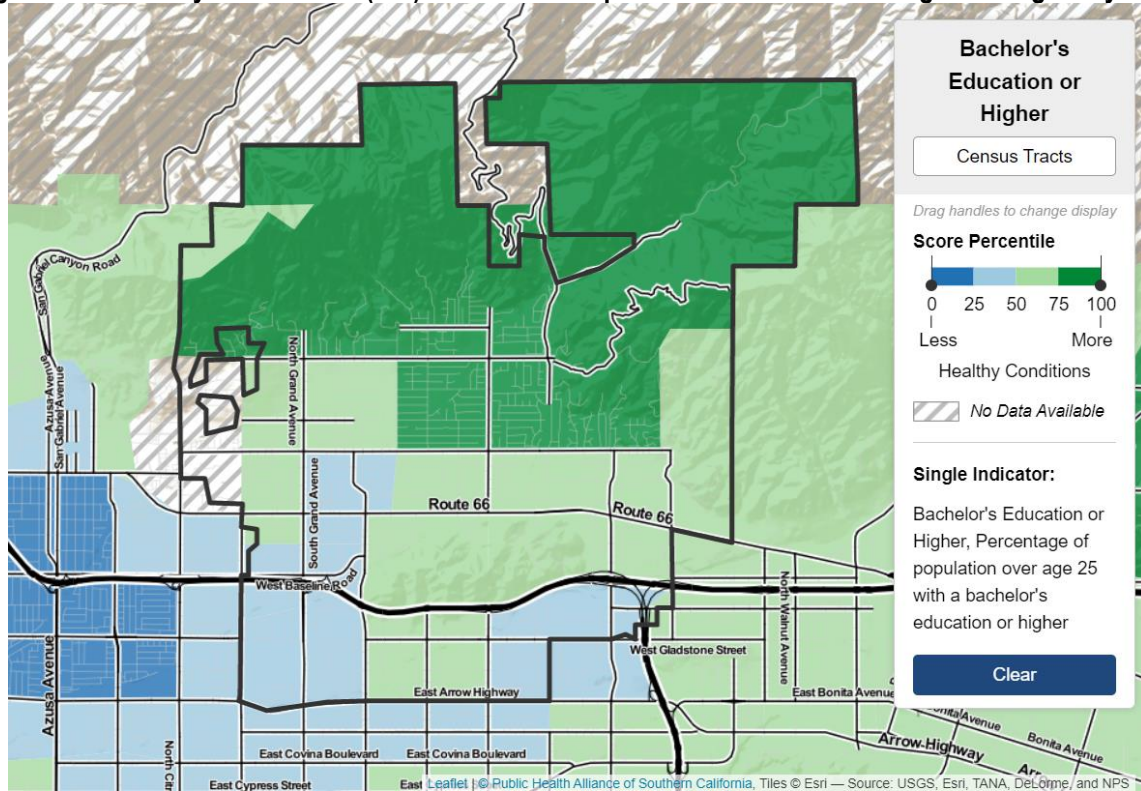 Bachelor's
Education or
Higher
Census Tracts
Drag handles to change display
Score Percentile
0 25 50 75 100
Less More
Healthy Conditions
No Data Available
Single Indicator:
Bachelor's Education or
Higher, Percentage of
population over age 25
with a bachelor's
education or higher
Clear
San Gabriel Canyon Road
Azusa Avenue
San Gabriel Avenue
North Grand Avenue
South Grand Avenue
Route 66
Route 66
West Baseline Road
North Walnut Avenue
West Gladstone Street
Azusa Avenue
East Arrow Highway
East Bonita Avenue
Bonita Avenue
Arrow Highway
East Covina Boulevard
East Covina Boulevard
East Cypress Street
East
Leaflet | © Public Health Alliance of Southern California, Tiles © Esri — Source: USGS, Esri, TANA, DeLorme, and NPS